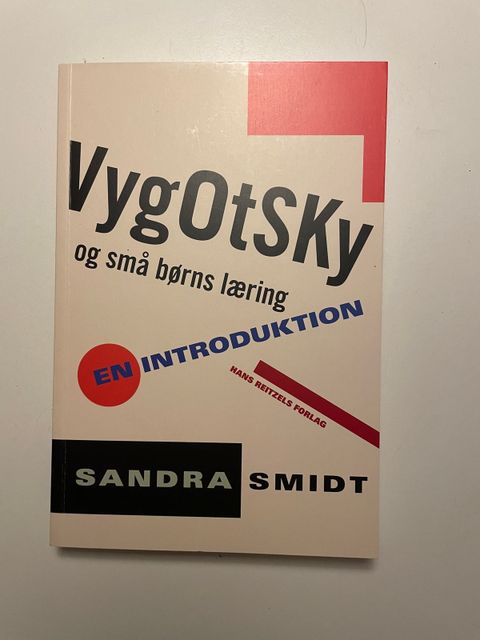 VygOtSKy
og små børns læring
EN INTRODUKTION
HANS REITZELS FORLAG
SANDRA SMIDT